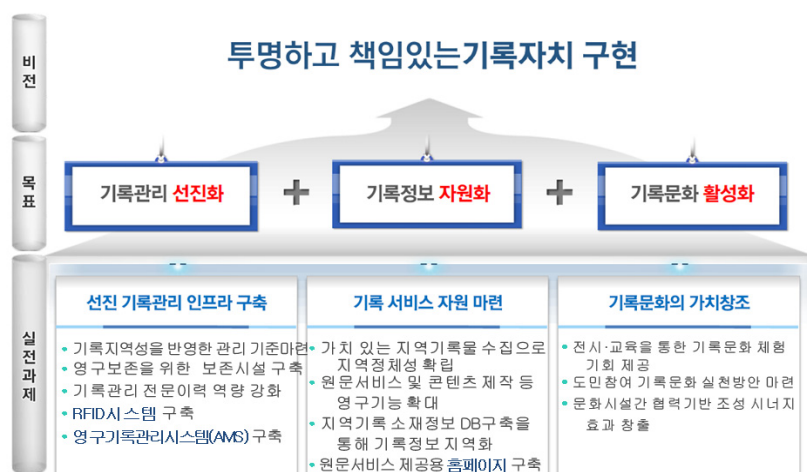 비전
투명하고 책임있는기록자치 구현
목표
기록관리 선진화
+
기록정보 자원화
+
기록문화 활성화
실전과제
선진 기록관리 인프라 구축
• 기록지역성을 반영한 관리 기준마련
• 영구보존을 위한 보존시설 구축
• 기록관리 전문이력 역량 강화
• RFID시스템 구축
• 영구기록관리시스템(AMS) 구축
기록 서비스 자원 마련
• 가치 있는 지역기록물 수집으로
지역정체성 확립
• 원문서비스 및 콘텐츠 제작 등
영구기능 확대
• 지역기록 소재정보 DB구축을
통해 기록정보 지역화
• 원문서비스 제공용 홈페이지 구축
기록문화의 가치창조
• 전시·교육을 통한 기록문화 체험
기회 제공
• 도민참여 기록문화 실천방안 마련
• 문화시설간 협력기반 조성 시너지
효과 창출